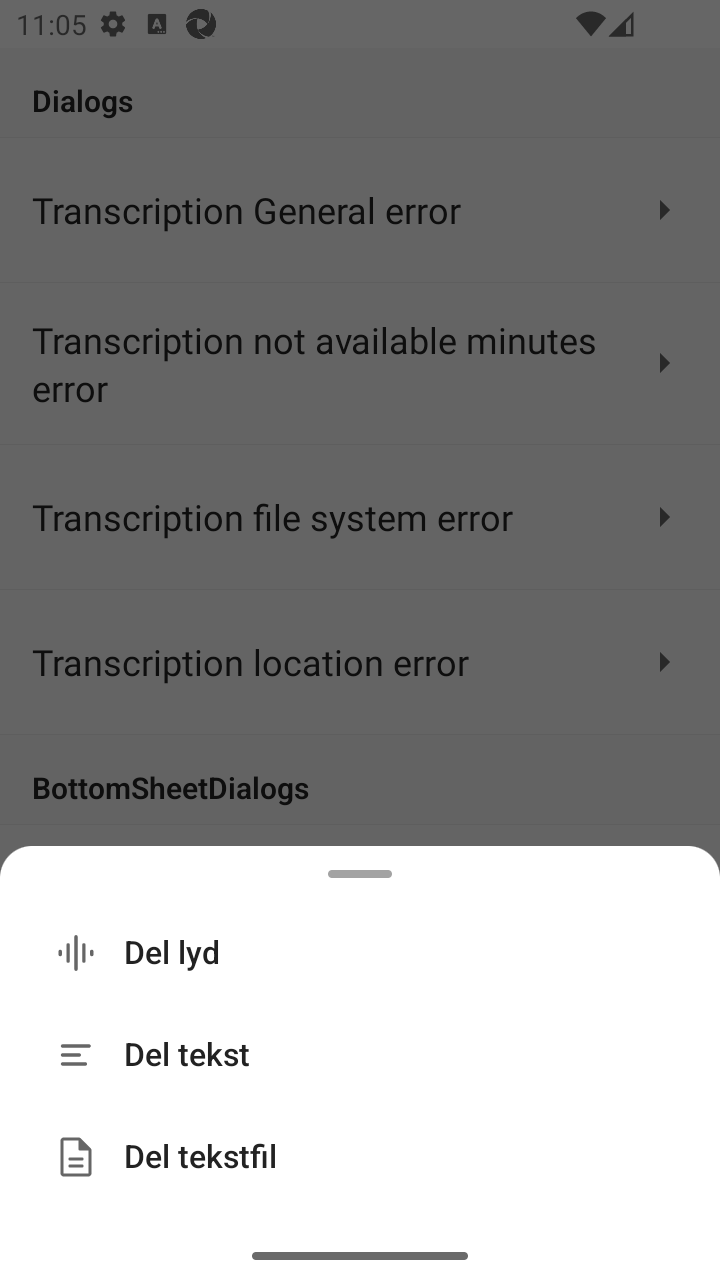 11:05
Dialogs
Transcription General error
Transcription not available minutes
error
Transcription file system error
Transcription location error
BottomSheetDialogs
Del lyd
Del tekst
Del tekstfil